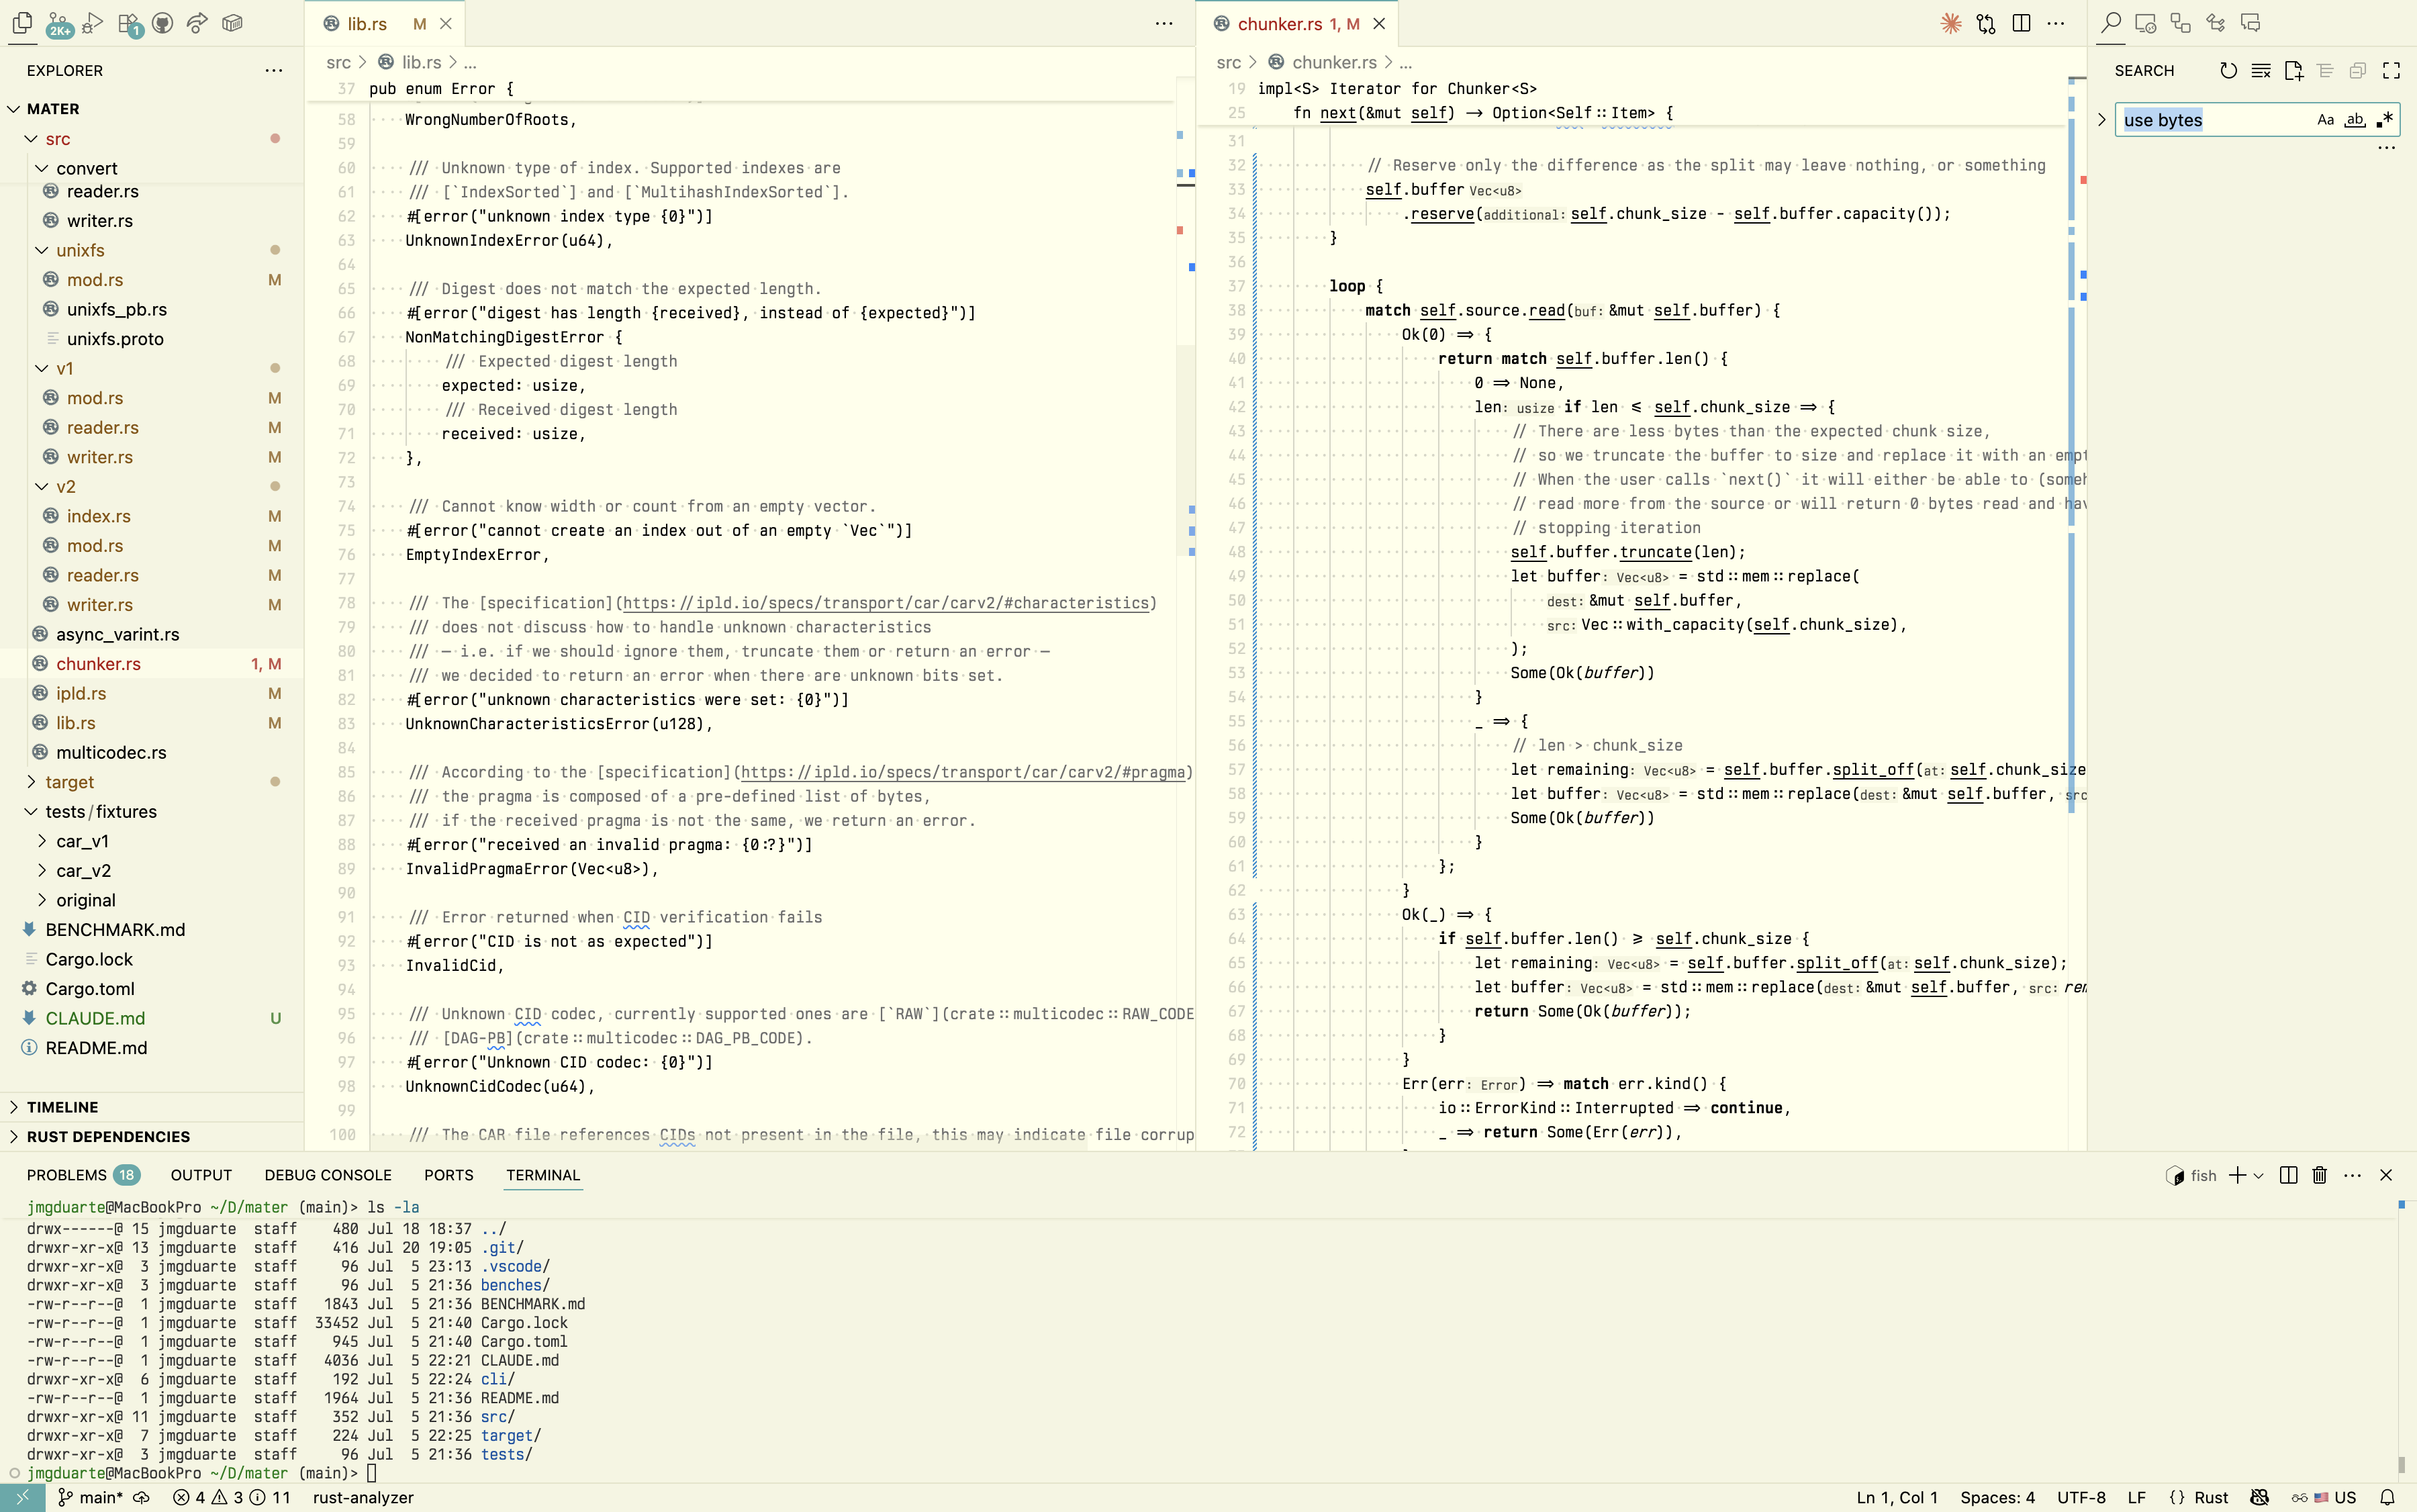 2K+
1
EXPLORER
MATER
src
convert
reader.rs
writer.rs
unixfs
mod.rs M
unixfs_pb.rs
unixfs.proto
v1
mod.rs M
reader.rs M
writer.rs M
v2
index.rs M
mod.rs M
reader.rs M
writer.rs M
async_varint.rs
chunker.rs 1, M
ipld.rs M
lib.rs M
multicodec.rs
target
tests/fixtures
car_v1
car_v2
original
BENCHMARK.md
Cargo.lock
Cargo.toml
CLAUDE.md U
README.md
TIMELINE
RUST DEPENDENCIES
lib.rs M
src > lib.rs > ...
37 pub enum Error {
58 WrongNumberOfRoots,
59
60 /// Unknown type of index. Supported indexes are
61 /// [`IndexSorted`] and [`MultihashIndexSorted`].
62 #[error("unknown index type {0}")]
63 UnknownIndexError(u64),
64
65 /// Digest does not match the expected length.
66 #[error("digest has length {received}, instead of {expected}")]
67 NonMatchingDigestError {
68 /// Expected digest length
69 expected: usize,
70 /// Received digest length
71 received: usize,
72 },
73
74 /// Cannot know width or count from an empty vector.
75 #[error("cannot create an index out of an empty `Vec`")]
76 EmptyIndexError,
77
78 /// The [specification](https://ipld.io/specs/transport/car/carv2/#characteristics)
79 /// does not discuss how to handle unknown characteristics
80 /// — i.e. if we should ignore them, truncate them or return an error —
81 /// we decided to return an error when there are unknown bits set.
82 #[error("unknown characteristics were set: {0}")]
83 UnknownCharacteristicsError(u128),
84
85 /// According to the [specification](https://ipld.io/specs/transport/car/carv2/#pragma)
86 /// the pragma is composed of a pre-defined list of bytes,
87 /// if the received pragma is not the same, we return an error.
88 #[error("received an invalid pragma: {0:?}")]
89 InvalidPragmaError(Vec<u8>),
90
91 /// Error returned when CID verification fails
92 #[error("CID is not as expected")]
93 InvalidCid,
94
95 /// Unknown CID codec, currently supported ones are [`RAW`](crate::multicodec::RAW_CODE
96 /// [DAG-PB](crate::multicodec::DAG_PB_CODE).
97 #[error("Unknown CID codec: {0}")]
98 UnknownCidCodec(u64),
99
100 /// The CAR file references CIDs not present in the file, this may indicate file corrup
chunker.rs 1, M
src > chunker.rs > ...
19 impl<S> Iterator for Chunker<S>
25 fn next(&mut self) -> Option<Self::Item> {
31
32 // Reserve only the difference as the split may leave nothing, or something
33 self.buffer Vec<u8>
34 .reserve(additional: self.chunk_size - self.buffer.capacity());
35 }
36
37 loop {
38 match self.source.read(buf: &mut self.buffer) {
39 Ok(0) => {
40 return match self.buffer.len() {
41 0 => None,
42 len: usize if len <= self.chunk_size => {
43 // There are less bytes than the expected chunk size,
44 // so we truncate the buffer to size and replace it with an empt
45 // When the user calls `next()` it will either be able to (someh
46 // read more from the source or will return 0 bytes read and hav
47 // stopping iteration
48 self.buffer.truncate(len);
49 let buffer: Vec<u8> = std::mem::replace(
50 dest: &mut self.buffer,
51 src: Vec::with_capacity(self.chunk_size),
52 );
53 Some(Ok(buffer))
54 }
55 _ => {
56 // len > chunk_size
57 let remaining: Vec<u8> = self.buffer.split_off(at: self.chunk_size
58 let buffer: Vec<u8> = std::mem::replace(dest: &mut self.buffer, src
59 Some(Ok(buffer))
60 }
61 };
62 }
63 Ok(_) => {
64 if self.buffer.len() >= self.chunk_size {
65 let remaining: Vec<u8> = self.buffer.split_off(at: self.chunk_size);
66 let buffer: Vec<u8> = std::mem::replace(dest: &mut self.buffer, src: rem
67 return Some(Ok(buffer));
68 }
69 }
70 Err(err: Error) => match err.kind() {
71 io::ErrorKind::Interrupted => continue,
72 _ => return Some(Err(err)),
SEARCH
use bytes Aa ab
PROBLEMS 18 OUTPUT DEBUG CONSOLE PORTS TERMINAL
fish
jmgduarte@MacBookPro ~/D/mater (main)> ls -la
drwx------@ 15 jmgduarte staff 480 Jul 18 18:37 ../
drwxr-xr-x@ 13 jmgduarte staff 416 Jul 20 19:05 .git/
drwxr-xr-x@ 3 jmgduarte staff 96 Jul 5 23:13 .vscode/
drwxr-xr-x@ 3 jmgduarte staff 96 Jul 5 21:36 benches/
-rw-r--r--@ 1 jmgduarte staff 1843 Jul 5 21:36 BENCHMARK.md
-rw-r--r--@ 1 jmgduarte staff 33452 Jul 5 21:40 Cargo.lock
-rw-r--r--@ 1 jmgduarte staff 945 Jul 5 21:40 Cargo.toml
-rw-r--r--@ 1 jmgduarte staff 4036 Jul 5 22:21 CLAUDE.md
drwxr-xr-x@ 6 jmgduarte staff 192 Jul 5 22:24 cli/
-rw-r--r--@ 1 jmgduarte staff 1964 Jul 5 21:36 README.md
drwxr-xr-x@ 11 jmgduarte staff 352 Jul 5 21:36 src/
drwxr-xr-x@ 7 jmgduarte staff 224 Jul 5 22:25 target/
drwxr-xr-x@ 3 jmgduarte staff 96 Jul 5 21:36 tests/
jmgduarte@MacBookPro ~/D/mater (main)>
main* 4 3 11 rust-analyzer
Ln 1, Col 1 Spaces: 4 UTF-8 LF {} Rust US